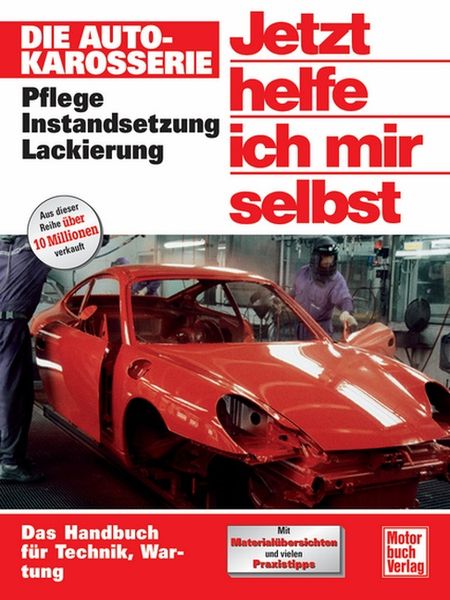 DIE AUTO-
KAROSSERIE
Pflege
Instandsetzung
Lackierung
Jetzt
helfe
ich mir
selbst
Aus dieser
Reihe über
10 Millionen
verkauft
Das Handbuch
für Technik, War-
tung
Mit
Materialübersichten
und vielen
Praxistipps
Motor
buch
Verlag